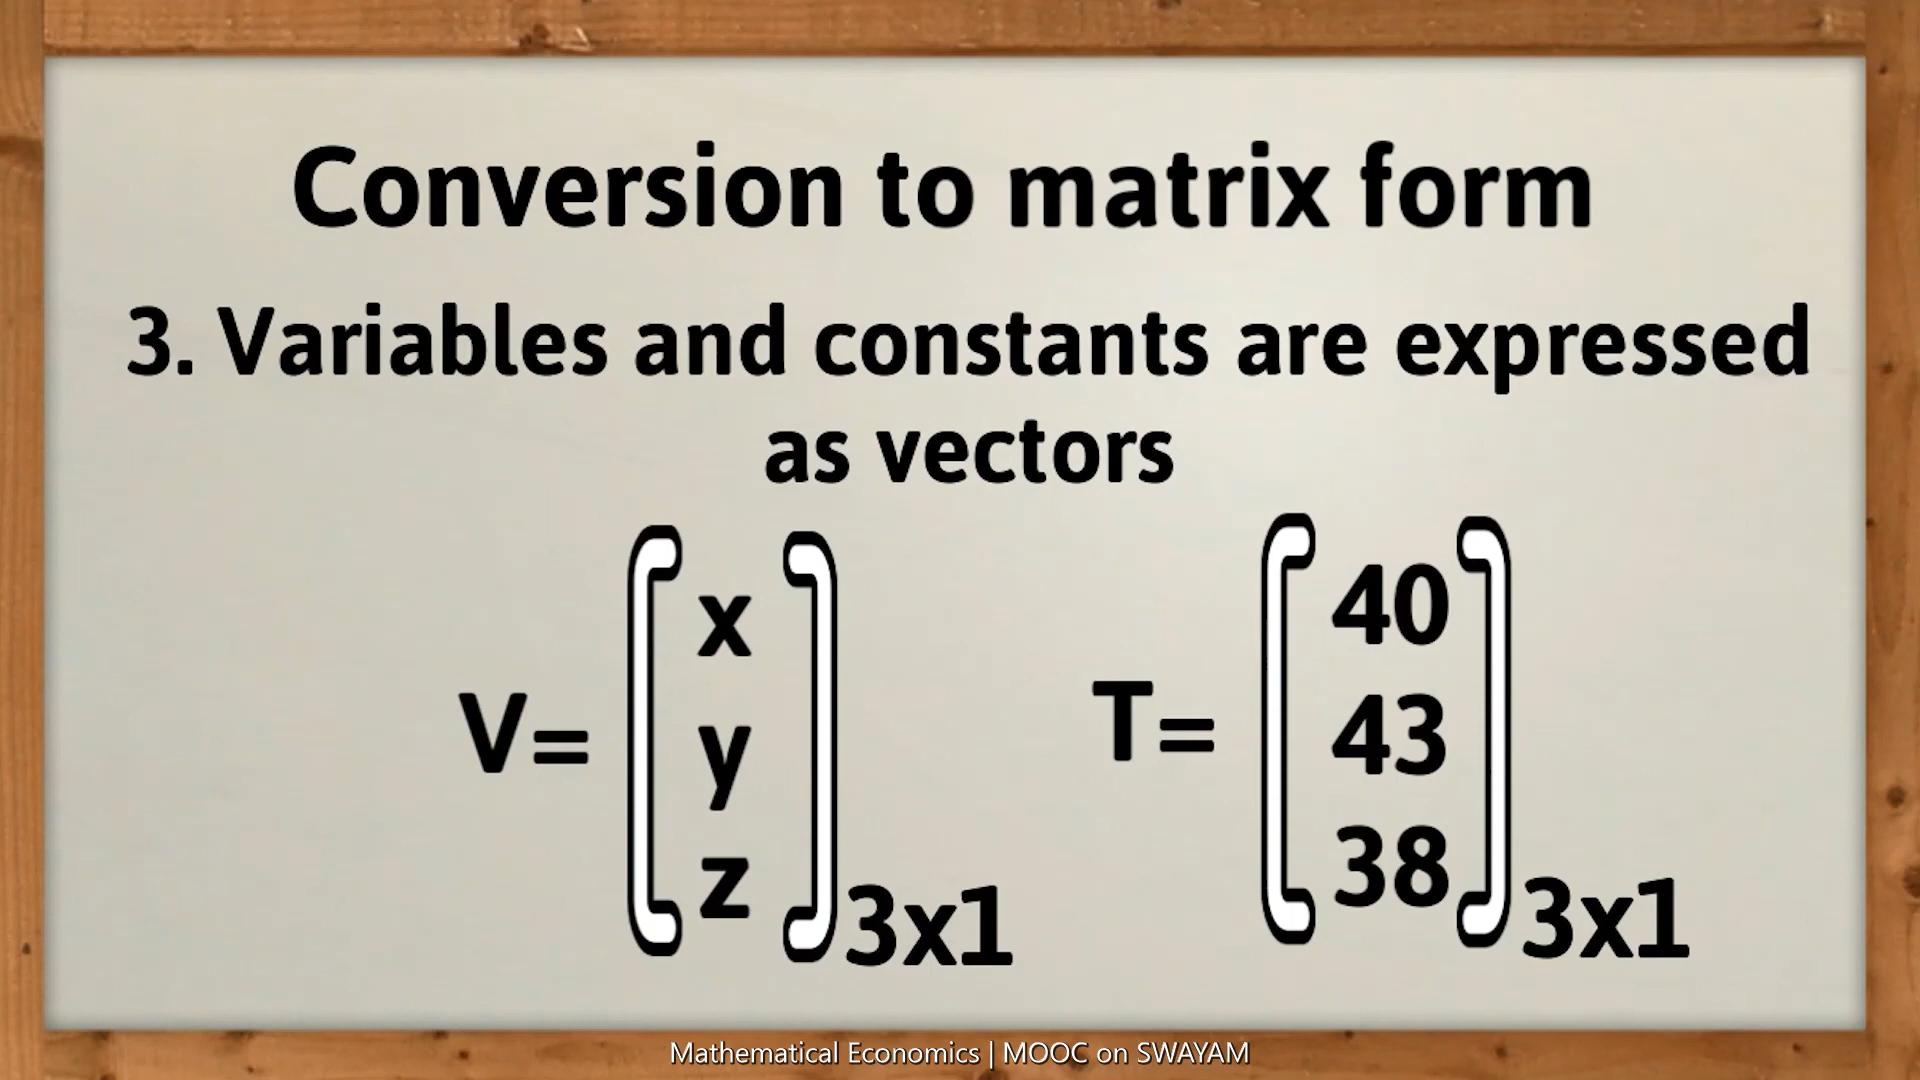 Conversion to matrix form
3. Variables and constants are expressed
as vectors
V= [ x ] 3x1
y
z
T= [ 40 ] 3x1
43
38
Mathematical Economics | MOOC on SWAYAM